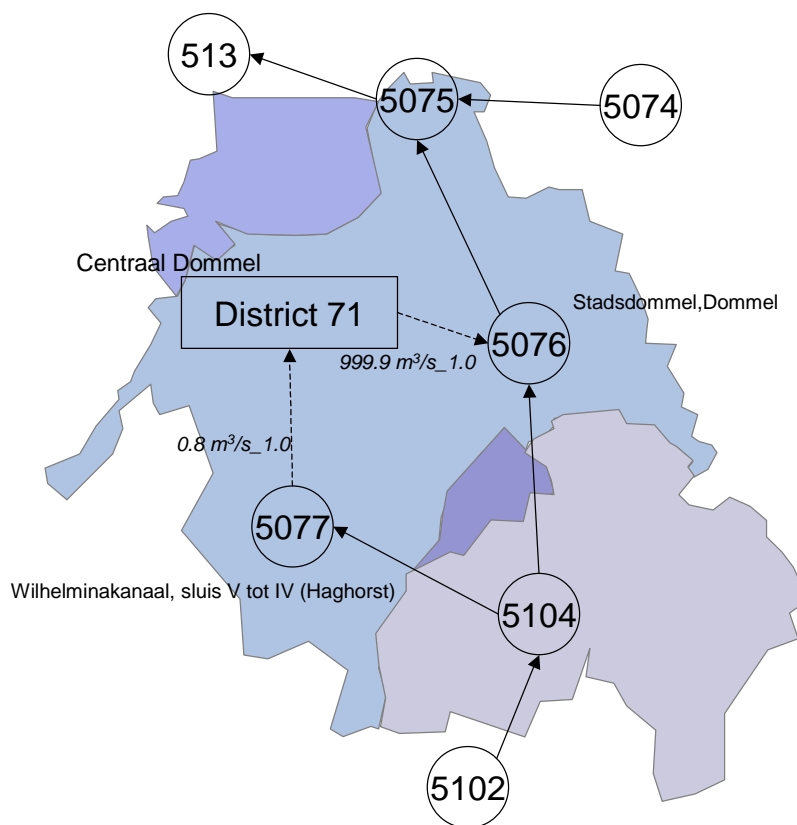 513
5075
5074
Centraal Dommel
District 71
Stadsdommel,Dommel
5076
999.9 m³/s_1.0
0.8 m³/s_1.0
5077
Wilhelminakanaal, sluis V tot IV (Haghorst)
5104
5102